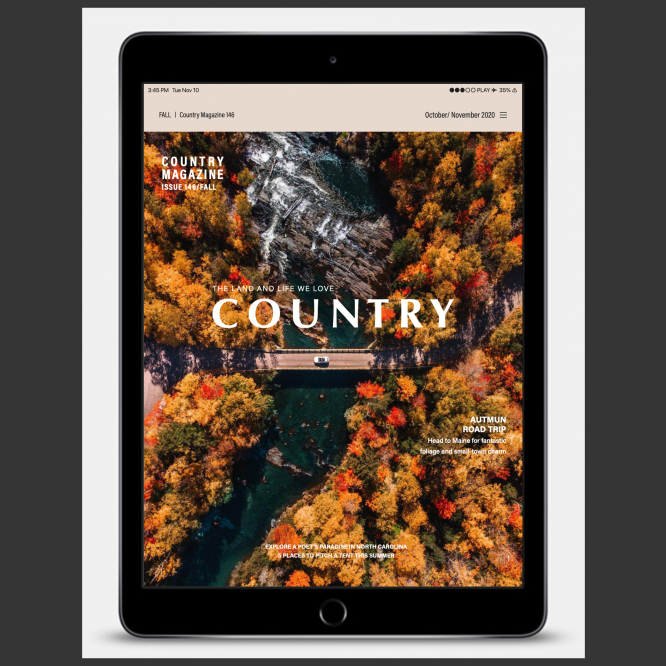 3:45 PM Tue Nov 10
PLAY 35%
FALL | Country Magazine 146
October/ November 2020
COUNTRY
MAGAZINE
ISSUE 146/FALL
THE LAND AND LIFE WE LOVE
COUNTRY
AUTMUN
ROAD TRIP
Head to Maine for fantastic
foliage and small-town charm
EXPLORE A POET'S PARADISE IN NORTH CAROLINA
5 PLACES TO PITCH A TENT THIS SUMMER